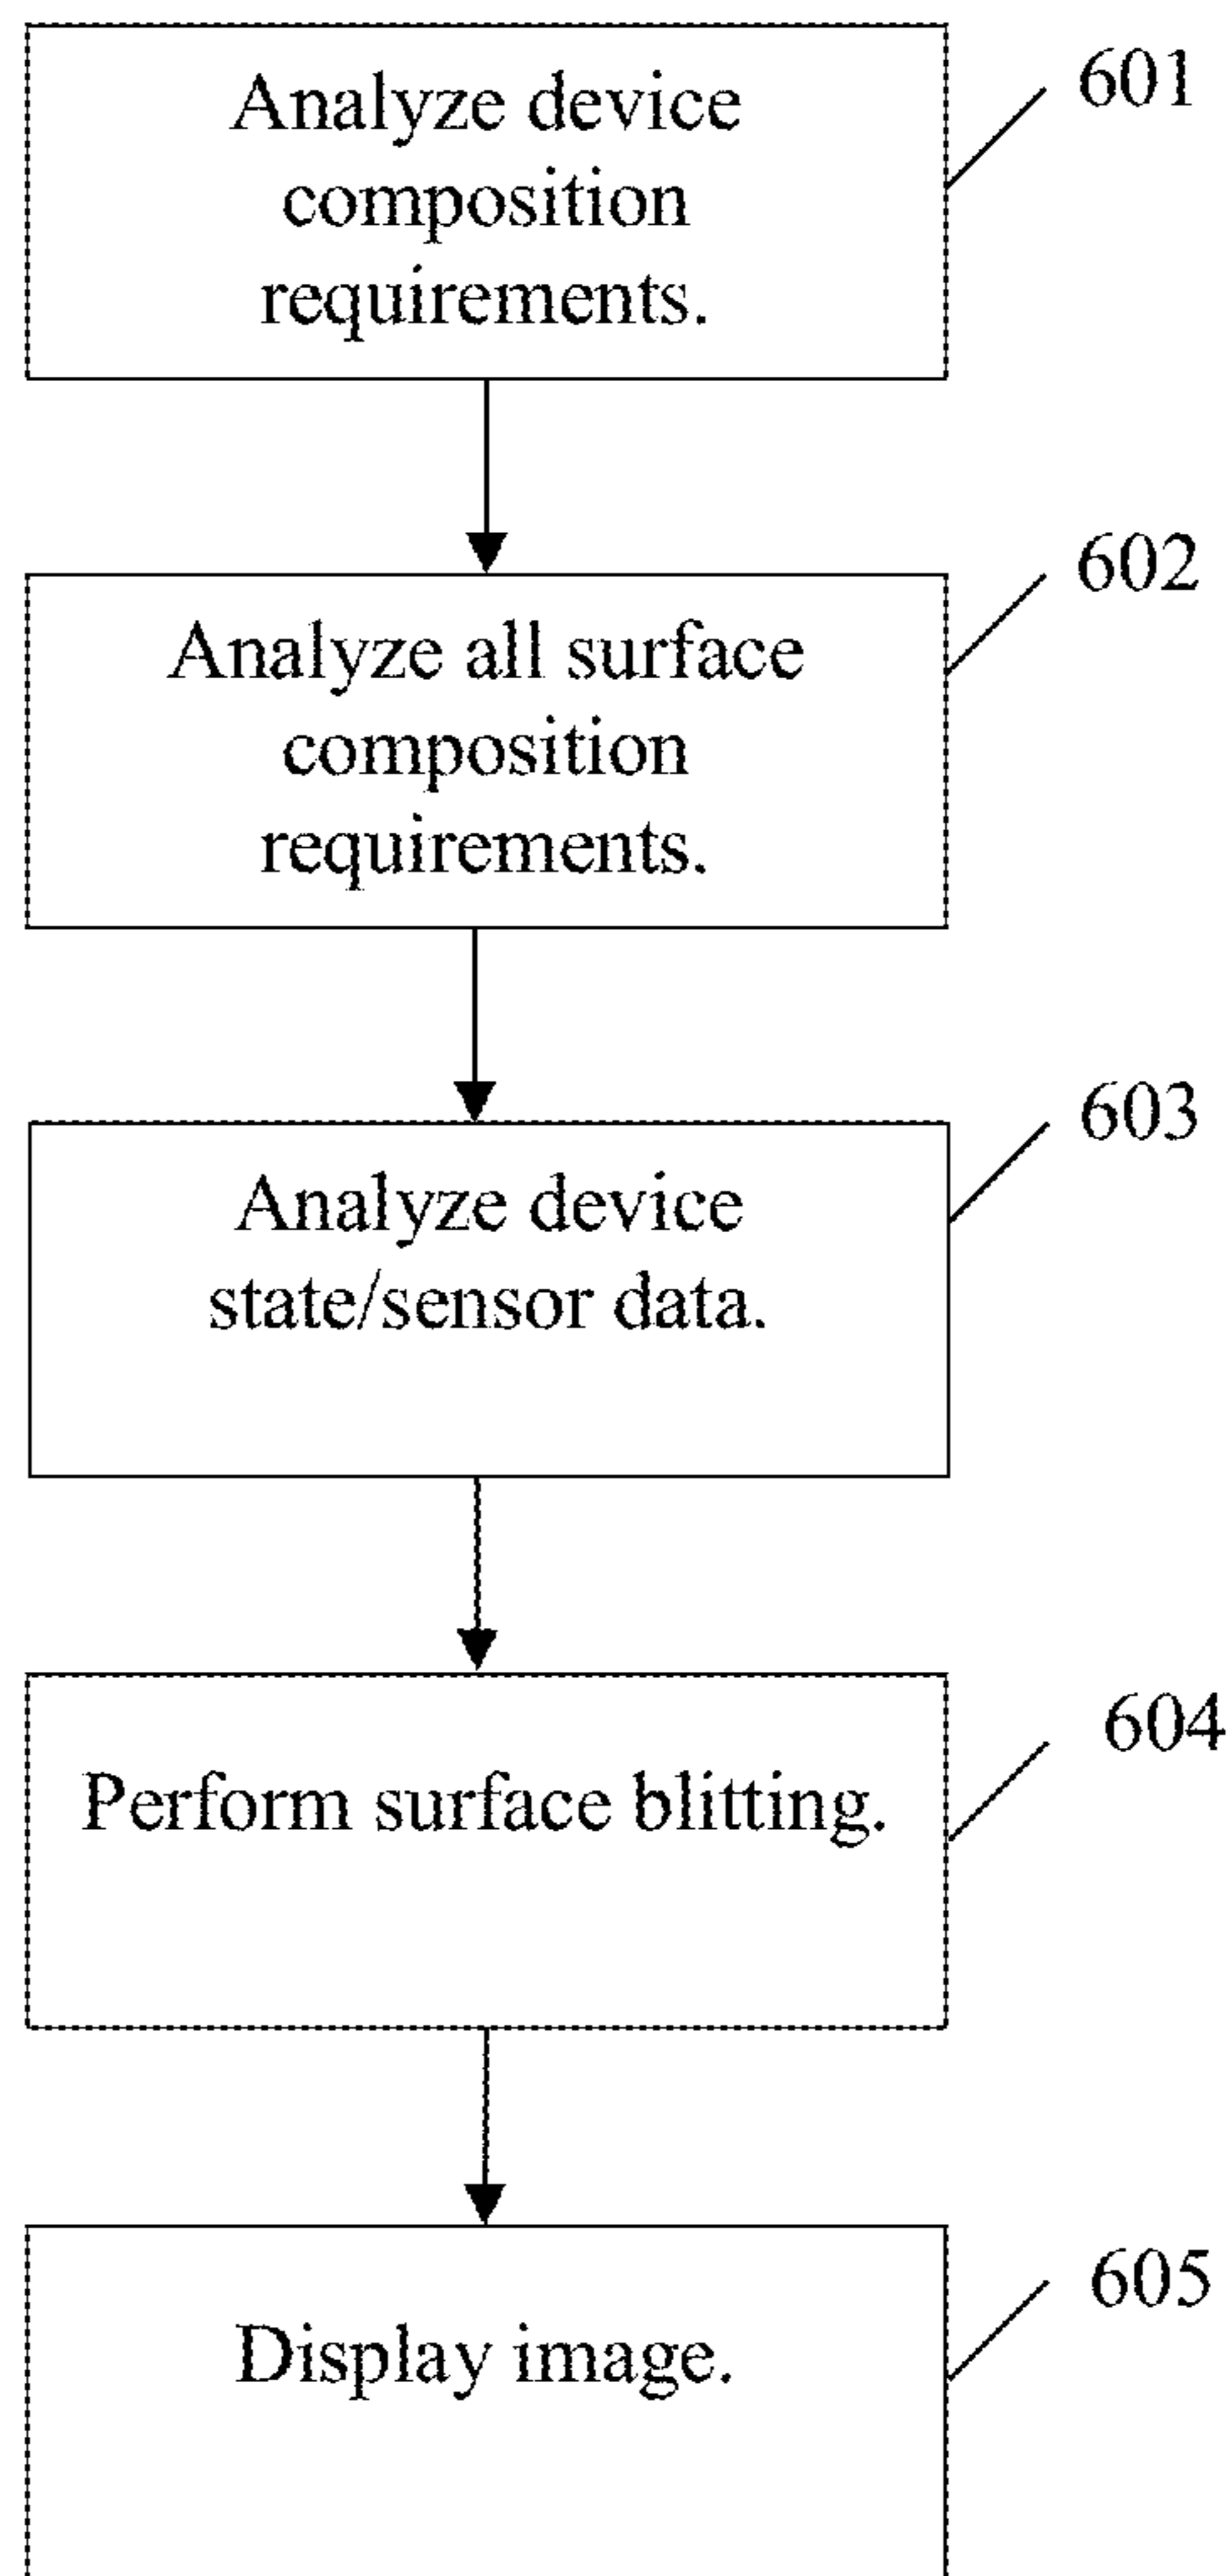 Analyze device
composition
requirements.
601
Analyze all surface
composition
requirements.
602
Analyze device
state/sensor data.
603
Perform surface blitting.
604
Display image.
605